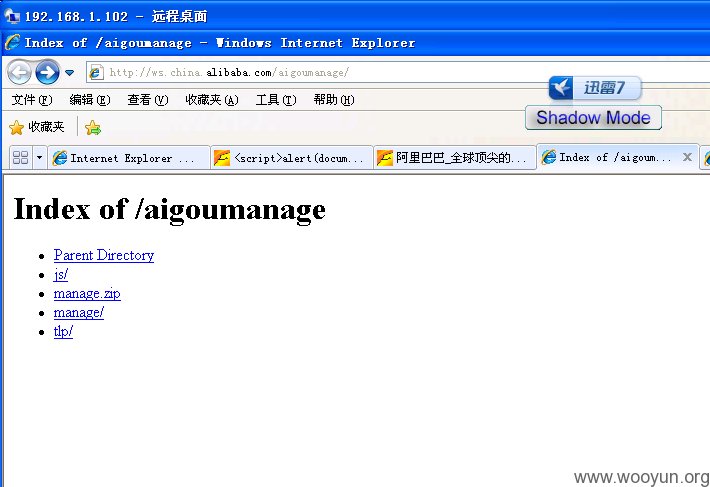 192.168.1.102 - 远程桌面
Index of /aigoumanage - Windows Internet Explorer
http://ws.china.alibaba.com/aigoumanage/
文件(F) 编辑(E) 查看(V) 收藏夹(A) 工具(T) 帮助(H)
迅雷7
Shadow Mode
收藏夹
Internet Explorer ...
<script>alert(docum...
阿里巴巴_全球顶尖的...
Index of /aigoum...
Index of /aigoumanage
Parent Directory
js/
manage.zip
manage/
tlp/
www.wooyun.org